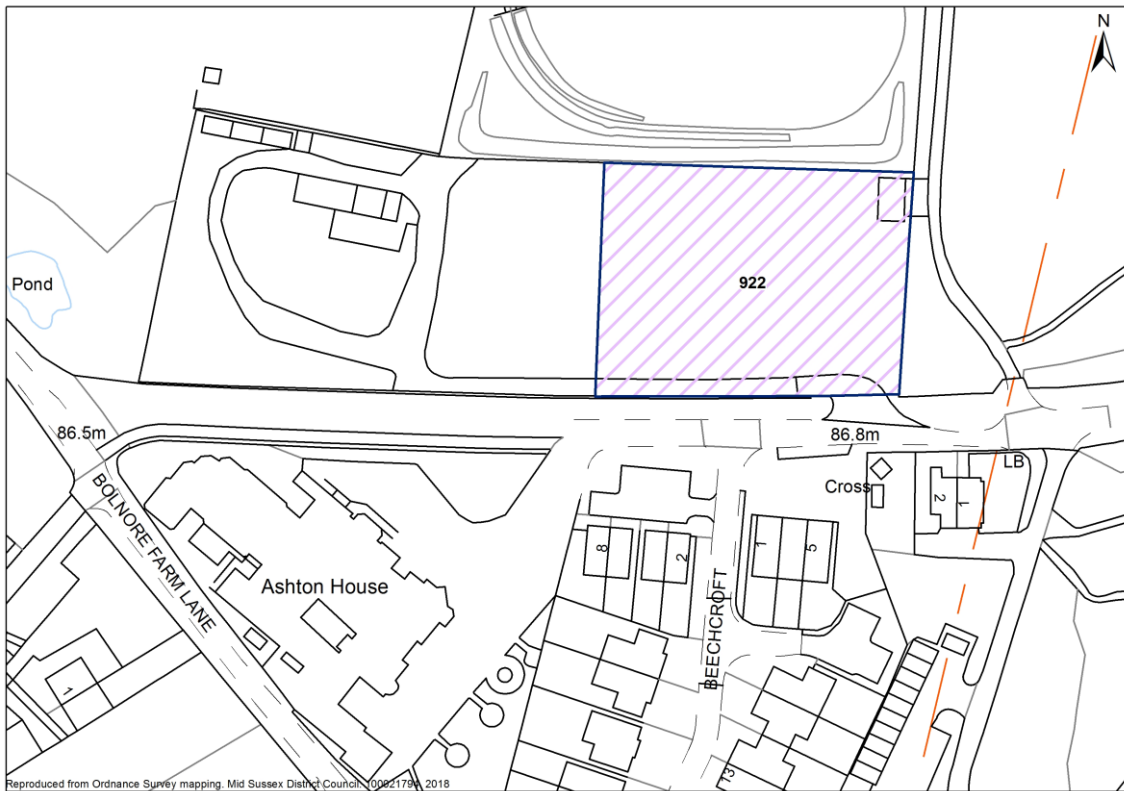 N
922
Pond
86.5m
86.8m
LB
Cross
2
1
BOLNORE FARM LANE
8
2
1
5
Ashton House
BEECHCROFT
1
13
Reproduced from Ordnance Survey mapping. Mid Sussex District Council. 2018